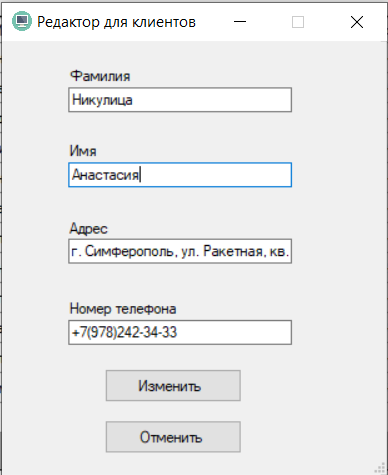 Редактор для клиентов
Фамилия
Никулица
Имя
Анастасия
Адрес
г. Симферополь, ул. Ракетная, кв.
Номер телефона
+7(978)242-34-33
Изменить
Отменить